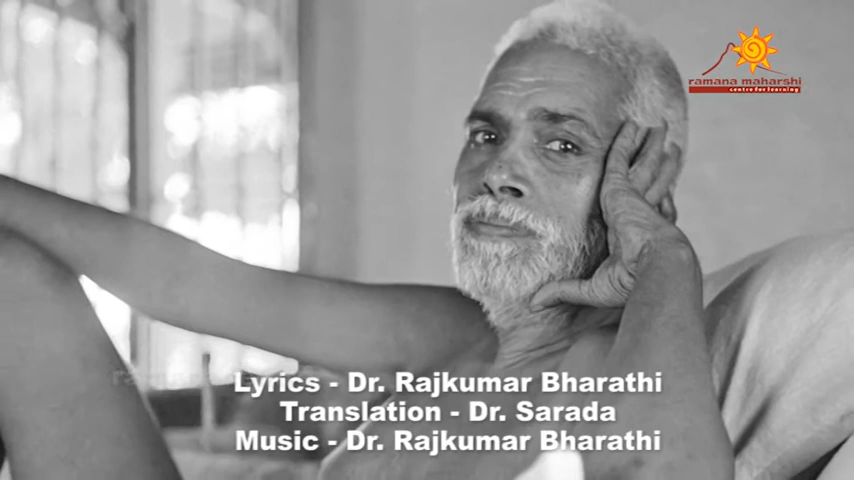 ramana maharshi
centre for learning
Lyrics - Dr. Rajkumar Bharathi
Translation - Dr. Sarada
Music - Dr. Rajkumar Bharathi